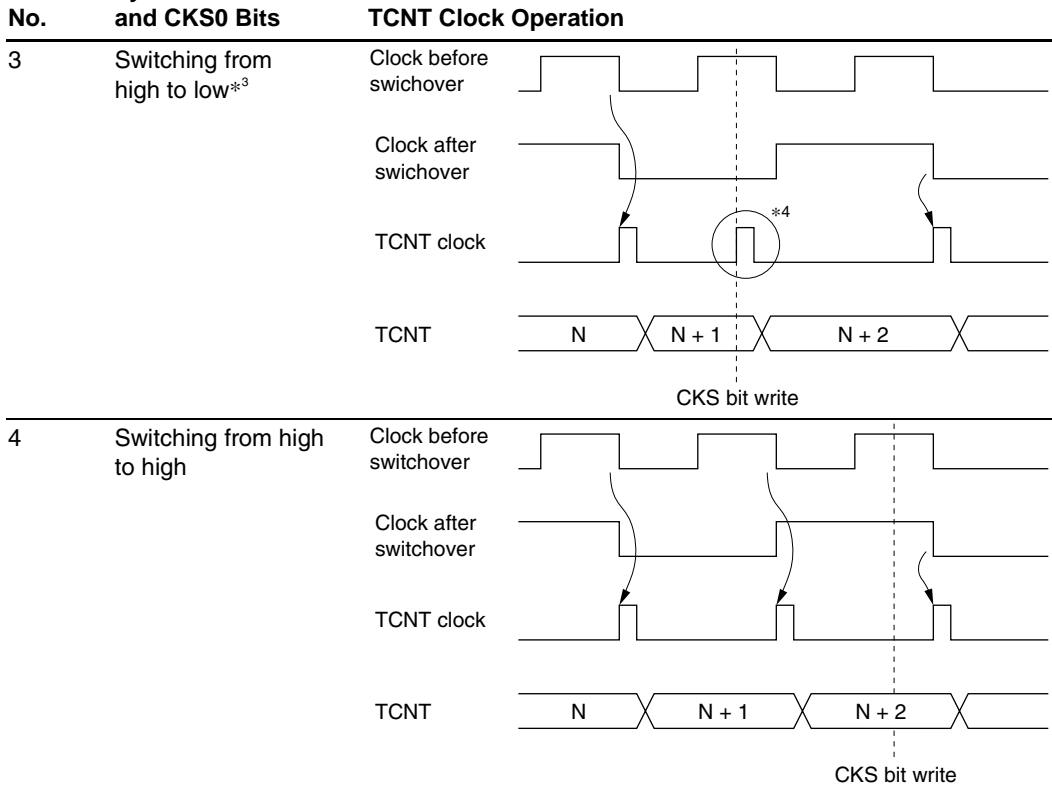 No.
and CKS0 Bits
TCNT Clock Operation
3
Switching from
high to low*3
Clock before
swichover
Clock after
swichover
TCNT clock
*4
TCNT
N
N + 1
N + 2
CKS bit write
4
Switching from high
to high
Clock before
switchover
Clock after
switchover
TCNT clock
TCNT
N
N + 1
N + 2
CKS bit write